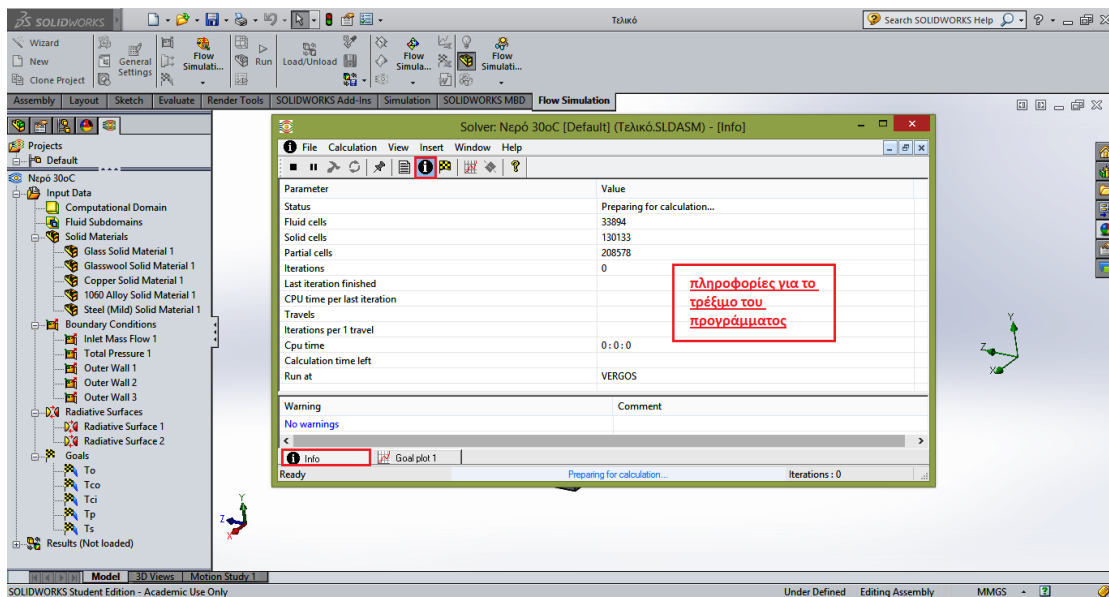 SOLIDWORKS
Τελικό
Search SOLIDWORKS Help
Wizard
New
Clone Project
General Settings
Flow Simulati...
Run
Load/Unload
Flow Simula...
Flow Simulati...
Assembly Layout Sketch Evaluate Render Tools SOLIDWORKS Add-Ins Simulation SOLIDWORKS MBD Flow Simulation
Projects
Default
Νερό 30οC
Input Data
Computational Domain
Fluid Subdomains
Solid Materials
Glass Solid Material 1
Glasswool Solid Material 1
Copper Solid Material 1
1060 Alloy Solid Material 1
Steel (Mild) Solid Material 1
Boundary Conditions
Inlet Mass Flow 1
Total Pressure 1
Outer Wall 1
Outer Wall 2
Outer Wall 3
Radiative Surfaces
Radiative Surface 1
Radiative Surface 2
Goals
To
Tco
Tci
Tp
Ts
Results (Not loaded)
Solver: Νερό 30οC [Default] (Τελικό.SLDASM) - [Info]
File Calculation View Insert Window Help
Parameter Value
Status Preparing for calculation...
Fluid cells 33894
Solid cells 130133
Partial cells 208578
Iterations 0
Last iteration finished
CPU time per last iteration
Travels
Iterations per 1 travel
Cpu time 0 : 0 : 0
Calculation time left
Run at VERGOS
πληροφορίες για το
τρέξιμο του
προγράμματος
Warning Comment
No warnings
Info Goal plot 1
Ready Preparing for calculation... Iterations : 0
Y
Z
X
Y
Z
X
Model 3D Views Motion Study 1
SOLIDWORKS Student Edition - Academic Use Only Under Defined Editing Assembly MMGS